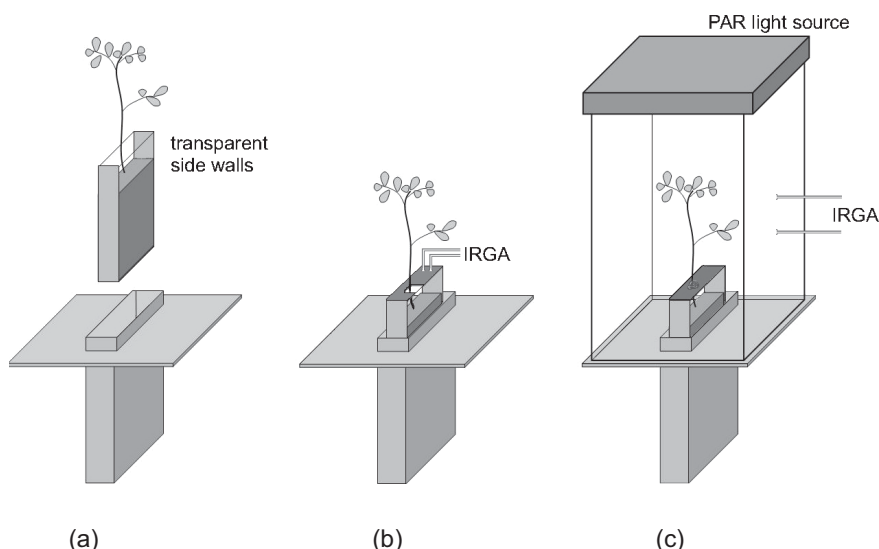 PAR light source
transparent
side walls
IRGA
IRGA
(a)
(b)
(c)